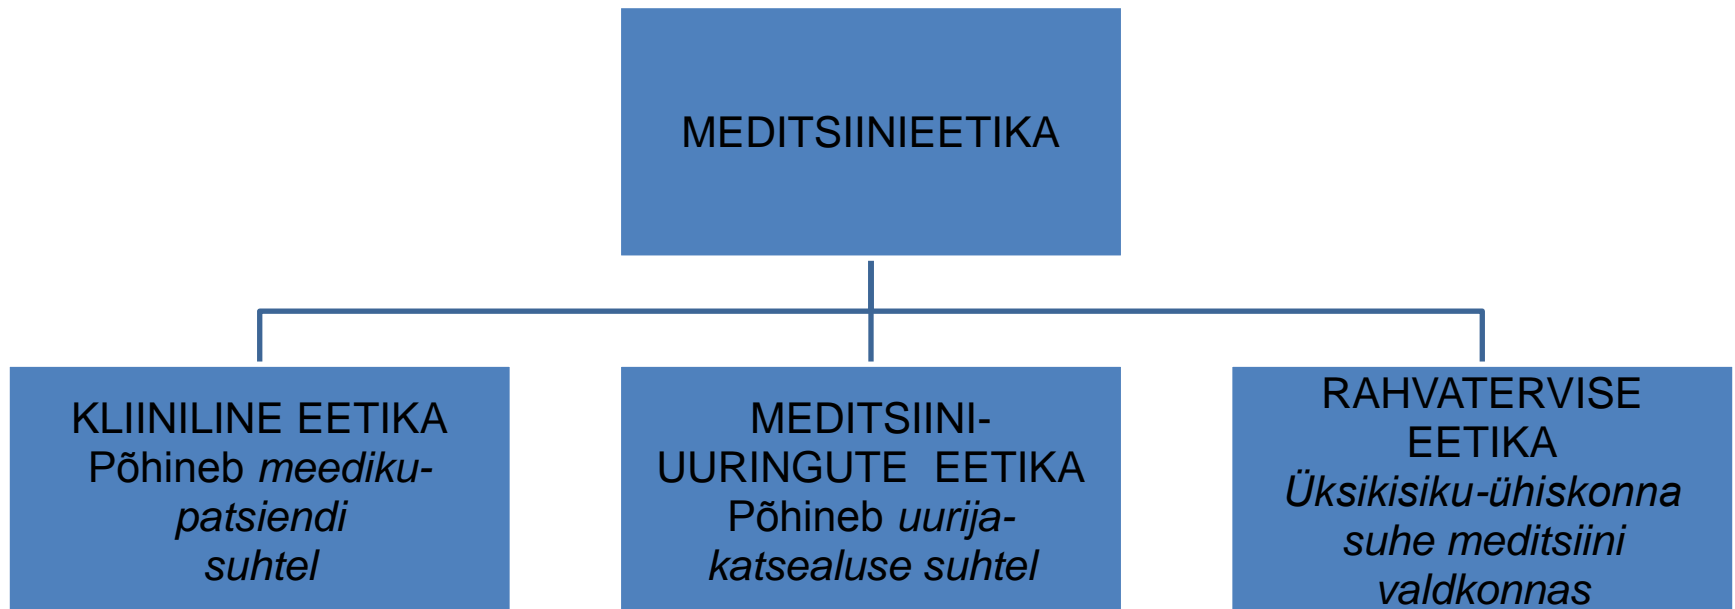 MEDITSIINIEETIKA
KLIINILINE EETIKA
Põhineb meediku-
patsiendi
suhtel
MEDITSIINI-
UURINGUTE EETIKA
Põhineb uurija-
katsealuse suhtel
RAHVATERVISE
EETIKA
Üksikisiku-ühiskonna
suhe meditsiini
valdkonnas